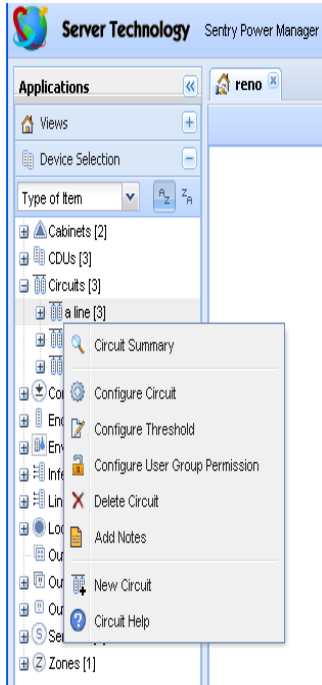 Server Technology Sentry Power Manager
Applications
reno
Views
Device Selection
Type of Item
Cabinets [2]
CDUs [3]
Circuits [3]
a line [3]
Circuit Summary
Configure Circuit
Configure Threshold
Configure User Group Permission
Delete Circuit
Add Notes
New Circuit
Circuit Help
Zones [1]